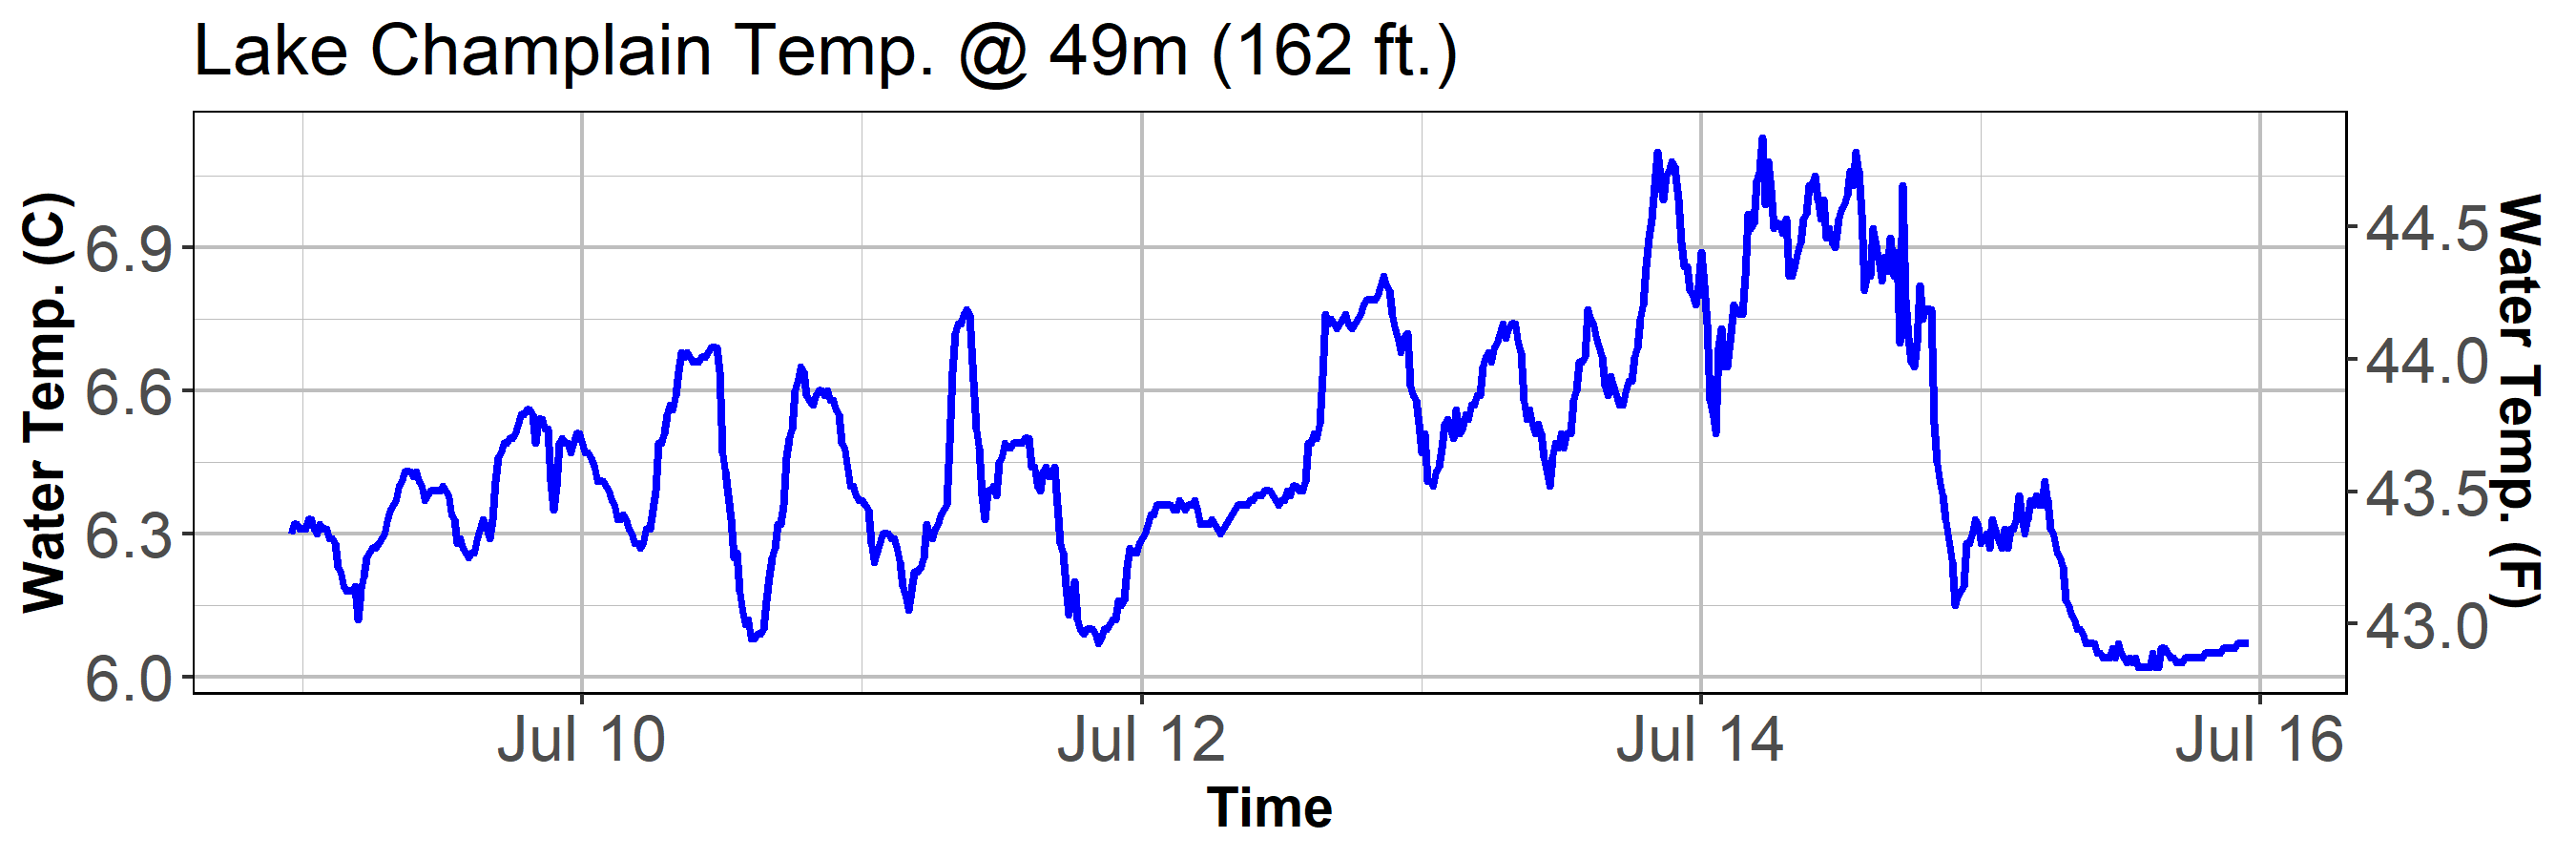 Lake Champlain Temp. @ 49m (162 ft.)
Water Temp. (C)
6.9
6.6
6.3
6.0
44.5
44.0
43.5
43.0
Water Temp. (F)
Jul 10 Jul 12 Jul 14 Jul 16
Time